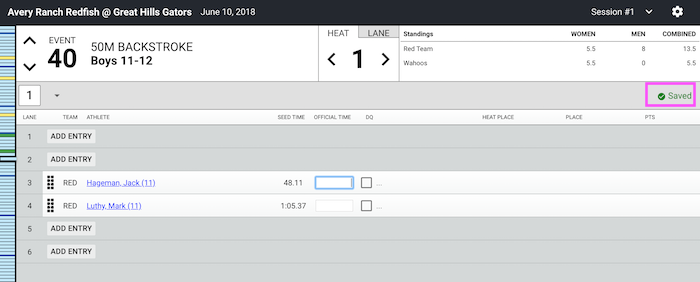 Avery Ranch Redfish @ Great Hills Gators June 10, 2018 Session #1
EVENT
40
50M BACKSTROKE
Boys 11-12
HEAT LANE
1
Standings WOMEN MEN COMBINED
Red Team 5.5 8 13.5
Wahoos 5.5 0 5.5
1 Saved
LANE TEAM ATHLETE SEED TIME OFFICIAL TIME DQ HEAT PLACE PLACE PTS
1 ADD ENTRY
2 ADD ENTRY
3 RED Hageman, Jack (11) 48.11 ...
4 RED Luthy, Mark (11) 1:05.37 ...
5 ADD ENTRY
6 ADD ENTRY